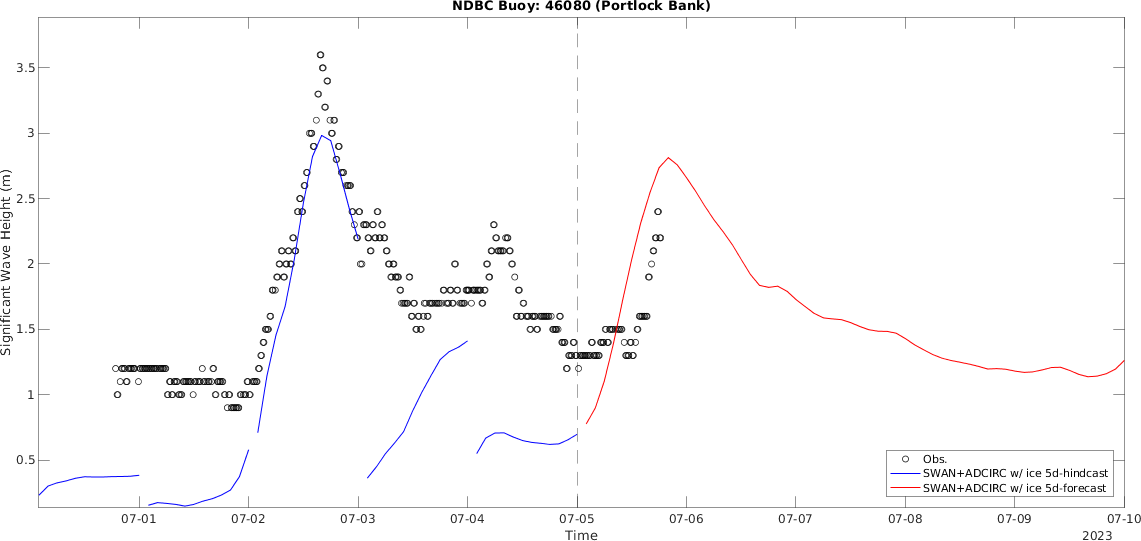 NDBC Buoy: 46080 (Portlock Bank)
3.5
3
2.5
2
1.5
1
0.5
Significant Wave Height (m)
07-01 07-02 07-03 07-04 07-05 07-06 07-07 07-08 07-09 07-10
Time
2023
Obs.
SWAN+ADCIRC w/ ice 5d-hindcast
SWAN+ADCIRC w/ ice 5d-forecast